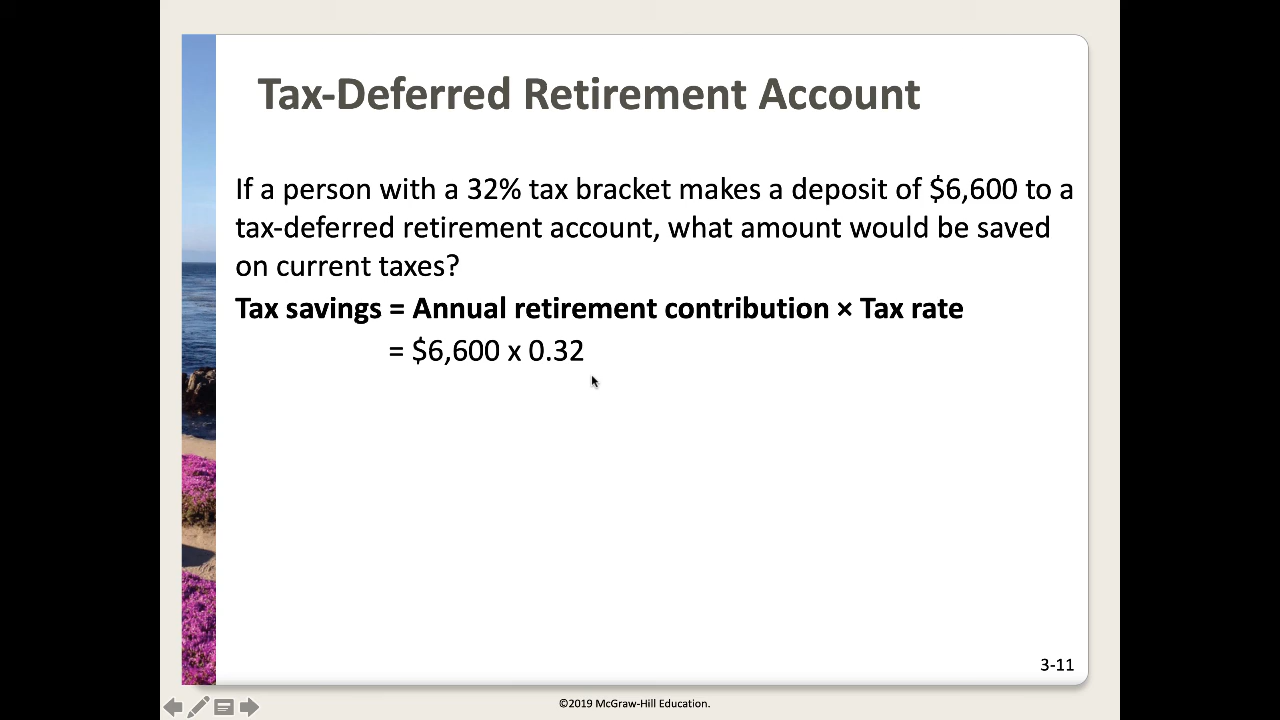 Tax-Deferred Retirement Account
If a person with a 32% tax bracket makes a deposit of $6,600 to a
tax-deferred retirement account, what amount would be saved
on current taxes?
Tax savings = Annual retirement contribution × Tax rate
= $6,600 x 0.32
3-11
©2019 McGraw-Hill Education.